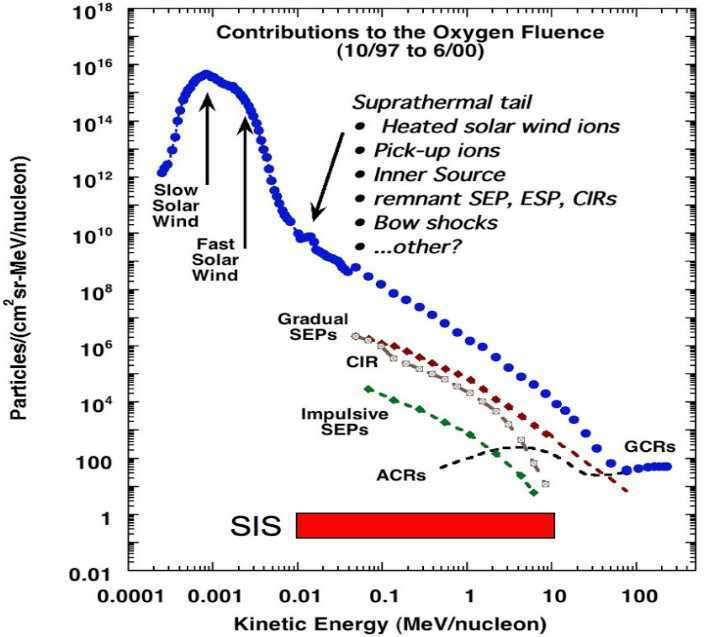 Contributions to the Oxygen Fluence
(10/97 to 6/00)
10^18
10^16
10^14
10^12
10^10
10^8
10^6
10^4
100
1
0.01
Particles/(cm^2 sr-MeV/nucleon)
Suprathermal tail
• Heated solar wind ions
• Pick-up ions
• Inner Source
• remnant SEP, ESP, CIRs
• Bow shocks
• ...other?
Slow
Solar
Wind
Fast
Solar
Wind
Gradual
SEPs
CIR
Impulsive
SEPs
ACRs
GCRs
SIS
0.0001 0.001 0.01 0.1 1 10 100
Kinetic Energy (MeV/nucleon)